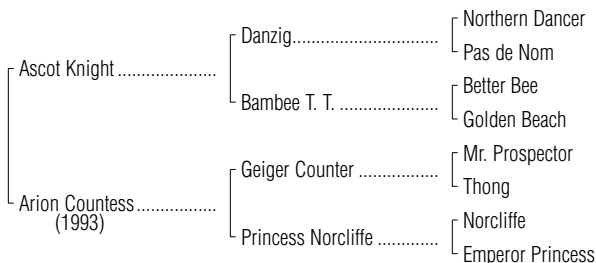 Northern Dancer
Danzig..............................
Pas de Nom
Ascot Knight .....................
Better Bee
Bambee T. T. .....................
Golden Beach
Mr. Prospector
Geiger Counter .................
Thong
Arion Countess .................
(1993)
Norcliffe
Princess Norcliffe .............
Emperor Princess